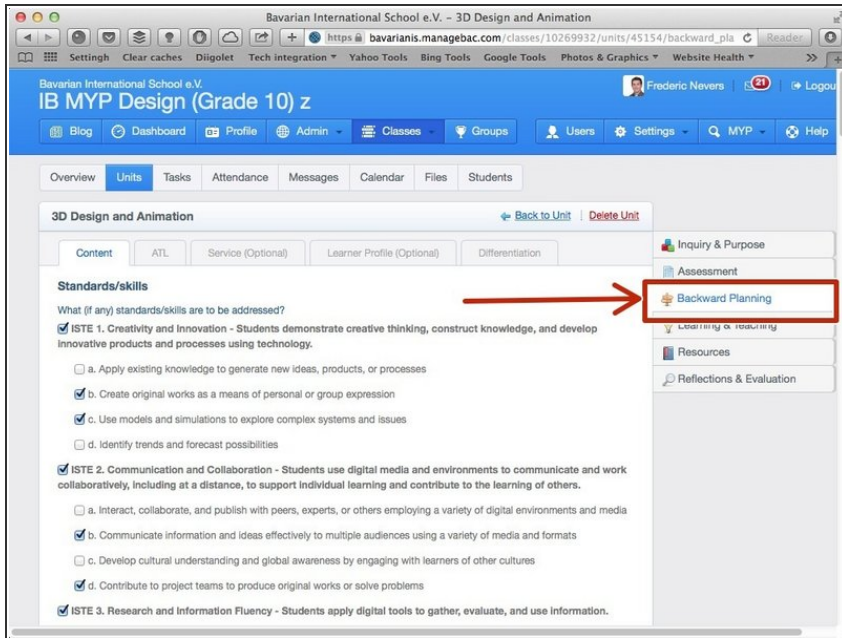 Bavarian International School e.V. – 3D Design and Animation
https bavarianis.managebac.com/classes/10269932/units/45154/backward_pla Reader
Settingh Clear caches Diigolet Tech integration Yahoo Tools Bing Tools Google Tools Photos & Graphics Website Health
Bavarian International School e.V.
IB MYP Design (Grade 10) z
Frederic Nevers 21 Logou
Blog Dashboard Profile Admin Classes Groups Users Settings MYP Help
Overview Units Tasks Attendance Messages Calendar Files Students
3D Design and Animation Back to Unit Delete Unit
Content ATL Service (Optional) Learner Profile (Optional) Differentiation
Standards/skills
What (if any) standards/skills are to be addressed?
ISTE 1. Creativity and Innovation - Students demonstrate creative thinking, construct knowledge, and develop
innovative products and processes using technology.
a. Apply existing knowledge to generate new ideas, products, or processes
b. Create original works as a means of personal or group expression
c. Use models and simulations to explore complex systems and issues
d. Identify trends and forecast possibilities
ISTE 2. Communication and Collaboration - Students use digital media and environments to communicate and work
collaboratively, including at a distance, to support individual learning and contribute to the learning of others.
a. Interact, collaborate, and publish with peers, experts, or others employing a variety of digital environments and media
b. Communicate information and ideas effectively to multiple audiences using a variety of media and formats
c. Develop cultural understanding and global awareness by engaging with learners of other cultures
d. Contribute to project teams to produce original works or solve problems
ISTE 3. Research and Information Fluency - Students apply digital tools to gather, evaluate, and use information.
Inquiry & Purpose
Assessment
Backward Planning
Learning & Teaching
Resources
Reflections & Evaluation